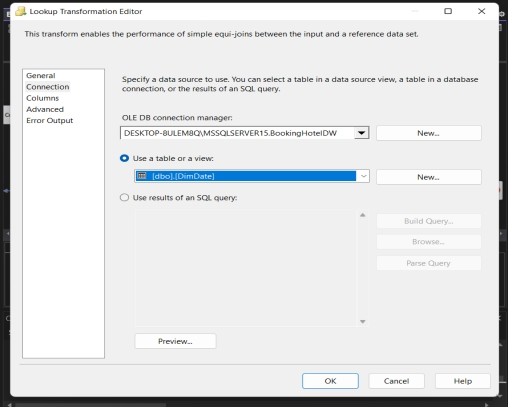 Lookup Transformation Editor
This transform enables the performance of simple equi-joins between the input and a reference data set.
General
Connection
Columns
Advanced
Error Output
Specify a data source to use. You can select a table in a data source view, a table in a database
connection, or the results of an SQL query.
OLE DB connection manager:
DESKTOP-8ULEM8Q\MSSQLSERVER15.BookingHotelDW
New...
Use a table or a view:
[dbo].[DimDate]
New...
Use results of an SQL query:
Build Query...
Browse...
Parse Query
Preview...
OK
Cancel
Help